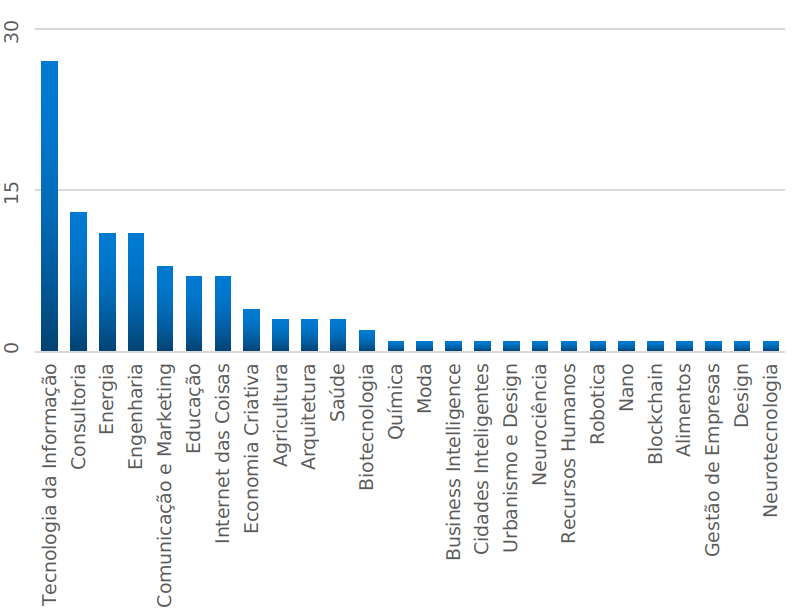 30
15
0
Tecnologia da Informação
Consultoria
Energia
Engenharia
Comunicação e Marketing
Educação
Internet das Coisas
Economia Criativa
Agricultura
Arquitetura
Saúde
Biotecnologia
Química
Moda
Business Intelligence
Cidades Inteligentes
Urbanismo e Design
Neurociência
Recursos Humanos
Robotica
Nano
Blockchain
Alimentos
Gestão de Empresas
Design
Neurotecnologia